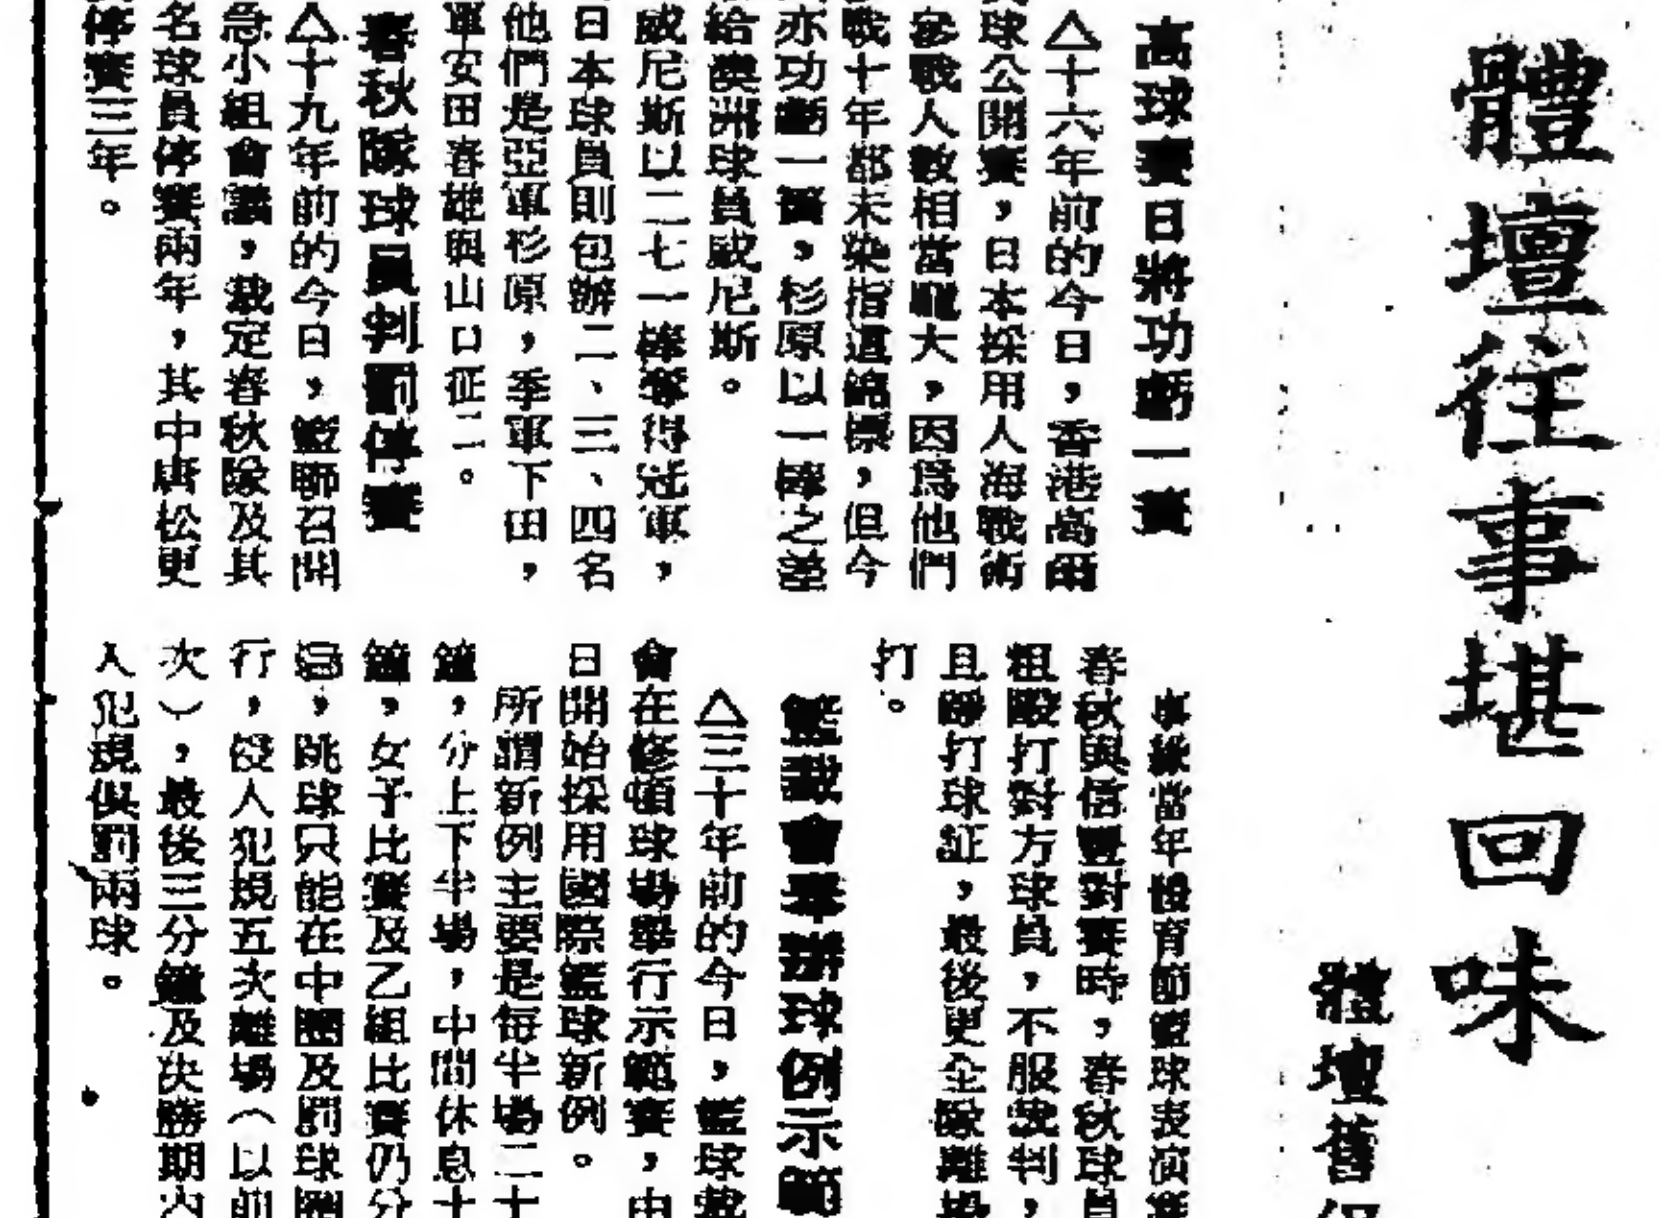 體壇往事堪回味
體壇舊
高球賽日將功虧一簣
△十六年前的今日,香港高爾
球公開賽,日本採用人海戰術
參戰人數相當龐大,因爲他們
戰十年都未染指這錦標,但今
亦功虧一簣,杉原以一棒之差
給澳洲球員威尼斯。
威尼斯以二七一棒奪得冠軍,
日本球員則包辦二、三、四名
他們是亞軍杉原,季軍下田,
軍安田春雄與山口征二。
春秋隊球員判罰停賽
△十九年前的今日,籃聯召開
急小組會議,裁定春秋隊及其
名球員停賽兩年,其中唐松更
停賽三年。
事緣當年體育節籃球表演賽
春秋與信豐對賽時,春秋球員
粗毆打對方球員,不服裁判,
且毆打球証,最後更全隊離場
打。
籃裁會舉辦球例示範
△三十年前的今日,籃球裁
會在修頓球場舉行示範賽,由
日開始採用國際籃球新例。
所謂新例主要是每半場二十
鐘,分上下半場,中間休息十
鐘,女子比賽及乙組比賽仍分
,跳球只能在中圈及罰球圈
行,侵人犯規五次離場(以前
次),最後三分鐘及決勝期內
人犯規俱罰兩球。